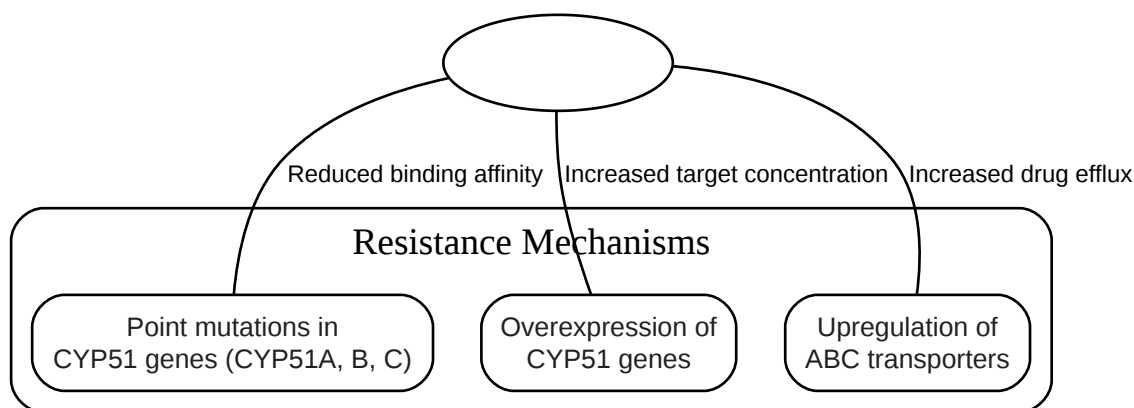 Reduced binding affinity
Increased target concentration
Increased drug efflux
Resistance Mechanisms
Point mutations in
CYP51 genes (CYP51A, B, C)
Overexpression of
CYP51 genes
Upregulation of
ABC transporters